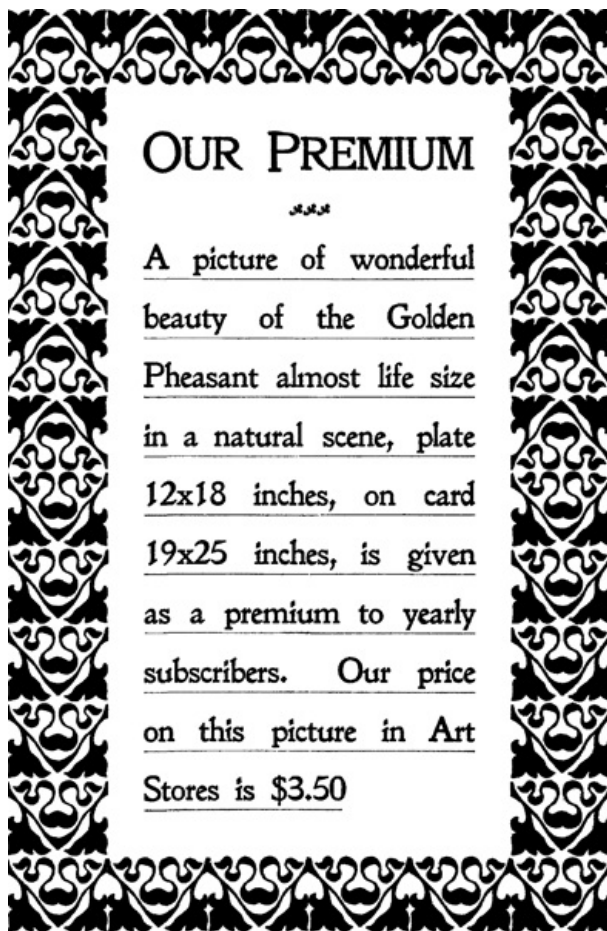 OUR PREMIUM
A picture of wonderful
beauty of the Golden
Pheasant almost life size
in a natural scene, plate
12x18 inches, on card
19x25 inches, is given
as a premium to yearly
subscribers. Our price
on this picture in Art
Stores is $3.50